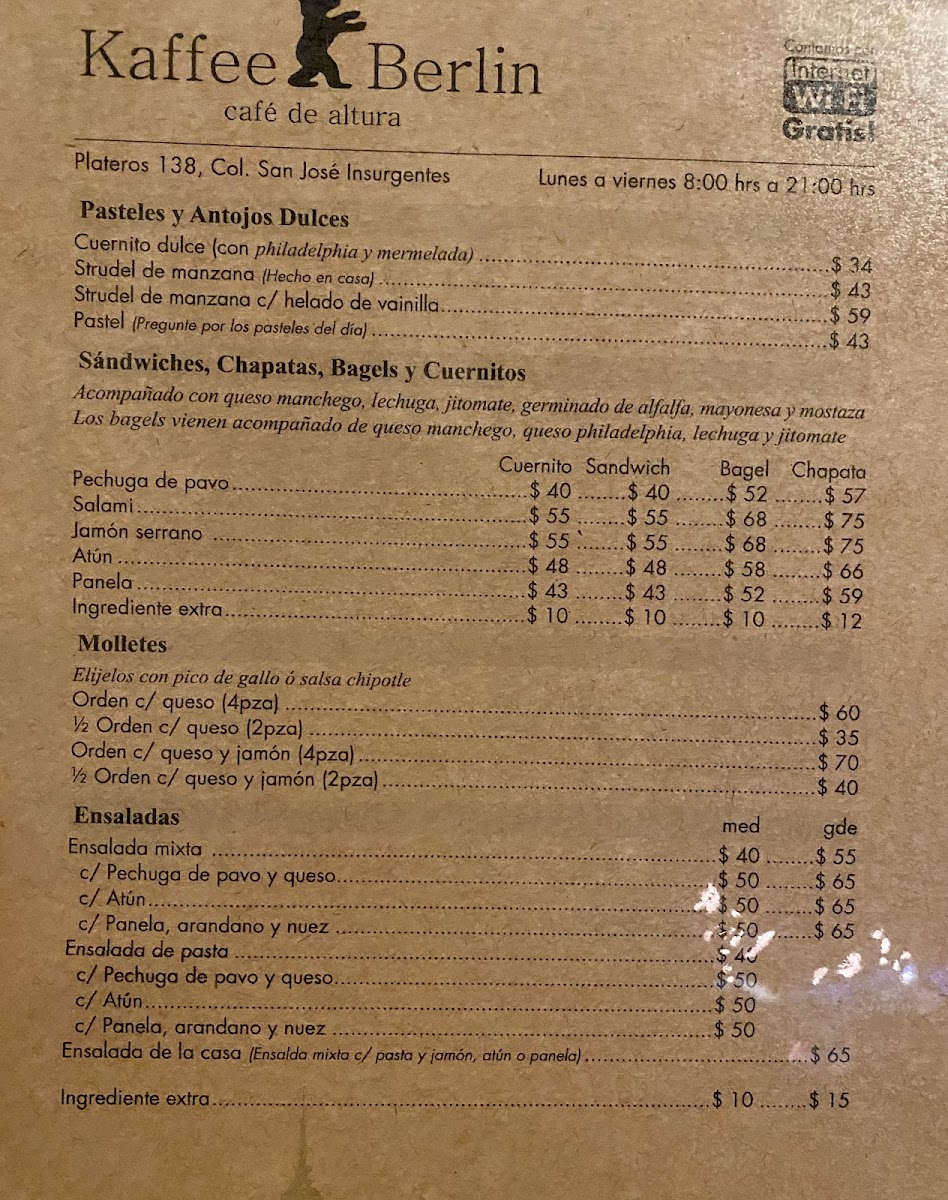 Kaffee Berlin
café de altura
Contamos con
Internet
Wi Fi
Gratis!
Plateros 138, Col. San José Insurgentes
Lunes a viernes 8:00 hrs a 21:00 hrs
Pasteles y Antojos Dulces
Cuernito dulce (con philadelphia y mermelada) $ 34
Strudel de manzana (Hecho en casa) $ 43
Strudel de manzana c/ helado de vainilla $ 59
Pastel (Pregunte por los pasteles del día) $ 43
Sándwiches, Chapatas, Bagels y Cuernitos
Acompañado con queso manchego, lechuga, jitomate, germinado de alfalfa, mayonesa y mostaza
Los bagels vienen acompañado de queso manchego, queso philadelphia, lechuga y jitomate
Cuernito Sandwich Bagel Chapata
Pechuga de pavo $ 40 $ 40 $ 52 $ 57
Salami $ 55 $ 55 $ 68 $ 75
Jamón serrano $ 55 $ 55 $ 68 $ 75
Atún $ 48 $ 48 $ 58 $ 66
Panela $ 43 $ 43 $ 52 $ 59
Ingrediente extra $ 10 $ 10 $ 10 $ 12
Molletes
Elijelos con pico de gallo ó salsa chipotle
Orden c/ queso (4pza) $ 60
½ Orden c/ queso (2pza) $ 35
Orden c/ queso y jamón (4pza) $ 70
½ Orden c/ queso y jamón (2pza) $ 40
Ensaladas
med gde
Ensalada mixta $ 40 $ 55
c/ Pechuga de pavo y queso $ 50 $ 65
c/ Atún $ 50 $ 65
c/ Panela, arandano y nuez $ 50 $ 65
Ensalada de pasta $ 40
c/ Pechuga de pavo y queso $ 50
c/ Atún $ 50
c/ Panela, arandano y nuez $ 50
Ensalada de la casa (Ensalda mixta c/ pasta y jamón, atún o panela) $ 65
Ingrediente extra $ 10 $ 15